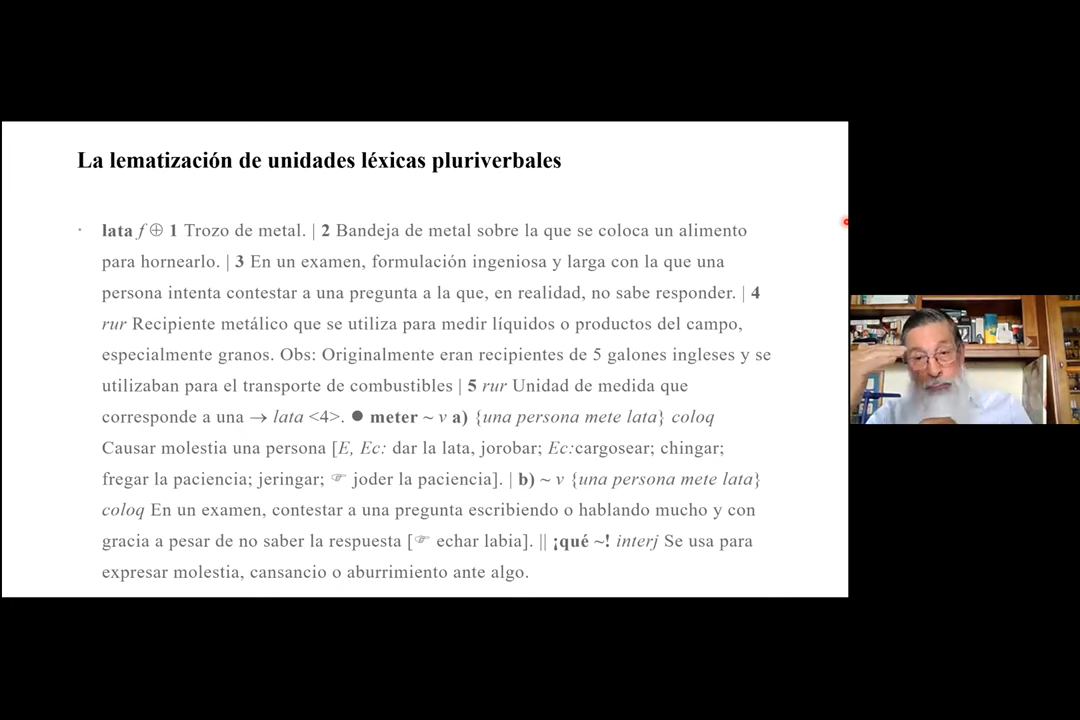 La lematización de unidades léxicas pluriverbales
· lata f ⊕ 1 Trozo de metal. | 2 Bandeja de metal sobre la que se coloca un alimento
para hornearlo. | 3 En un examen, formulación ingeniosa y larga con la que una
persona intenta contestar a una pregunta a la que, en realidad, no sabe responder. | 4
rur Recipiente metálico que se utiliza para medir líquidos o productos del campo,
especialmente granos. Obs: Originalmente eran recipientes de 5 galones ingleses y se
utilizaban para el transporte de combustibles | 5 rur Unidad de medida que
corresponde a una → lata <4>. ● meter ~ v a) {una persona mete lata} coloq
Causar molestia una persona [E, Ec: dar la lata, jorobar; Ec:cargosear; chingar;
fregar la paciencia; jeringar; ☞ joder la paciencia]. | b) ~ v {una persona mete lata}
coloq En un examen, contestar a una pregunta escribiendo o hablando mucho y con
gracia a pesar de no saber la respuesta [☞ echar labia]. || ¡qué ~! interj Se usa para
expresar molestia, cansancio o aburrimiento ante algo.